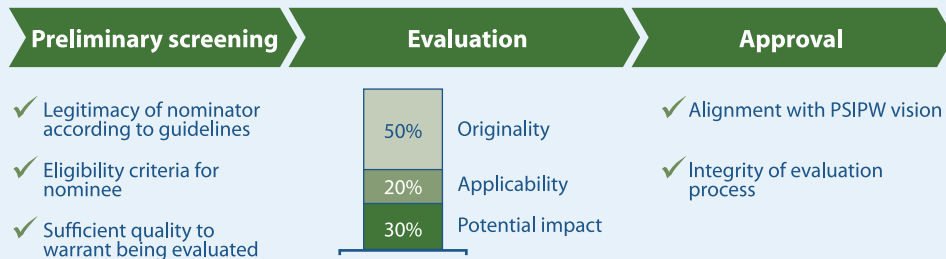 Preliminary screening
Evaluation
Approval
Legitimacy of nominator
according to guidelines
Eligibility criteria for
nominee
Sufficient quality to
warrant being evaluated
50%
Originality
20%
Applicability
30%
Potential impact
Alignment with PSIPW vision
Integrity of evaluation
process